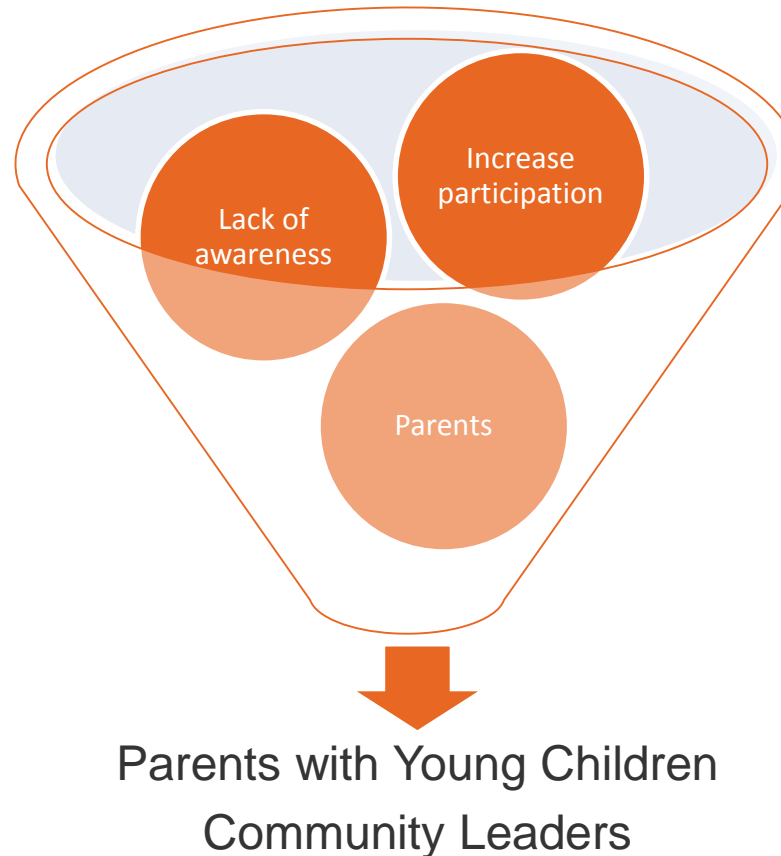 Increase
participation
Lack of
awareness
Parents
Parents with Young Children
Community Leaders